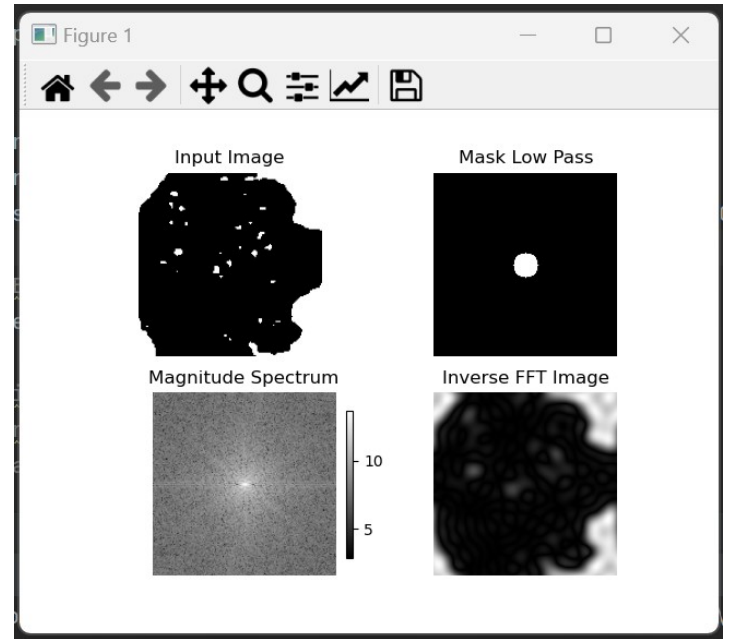 Figure 1
Input Image
Mask Low Pass
Magnitude Spectrum
Inverse FFT Image
10
5